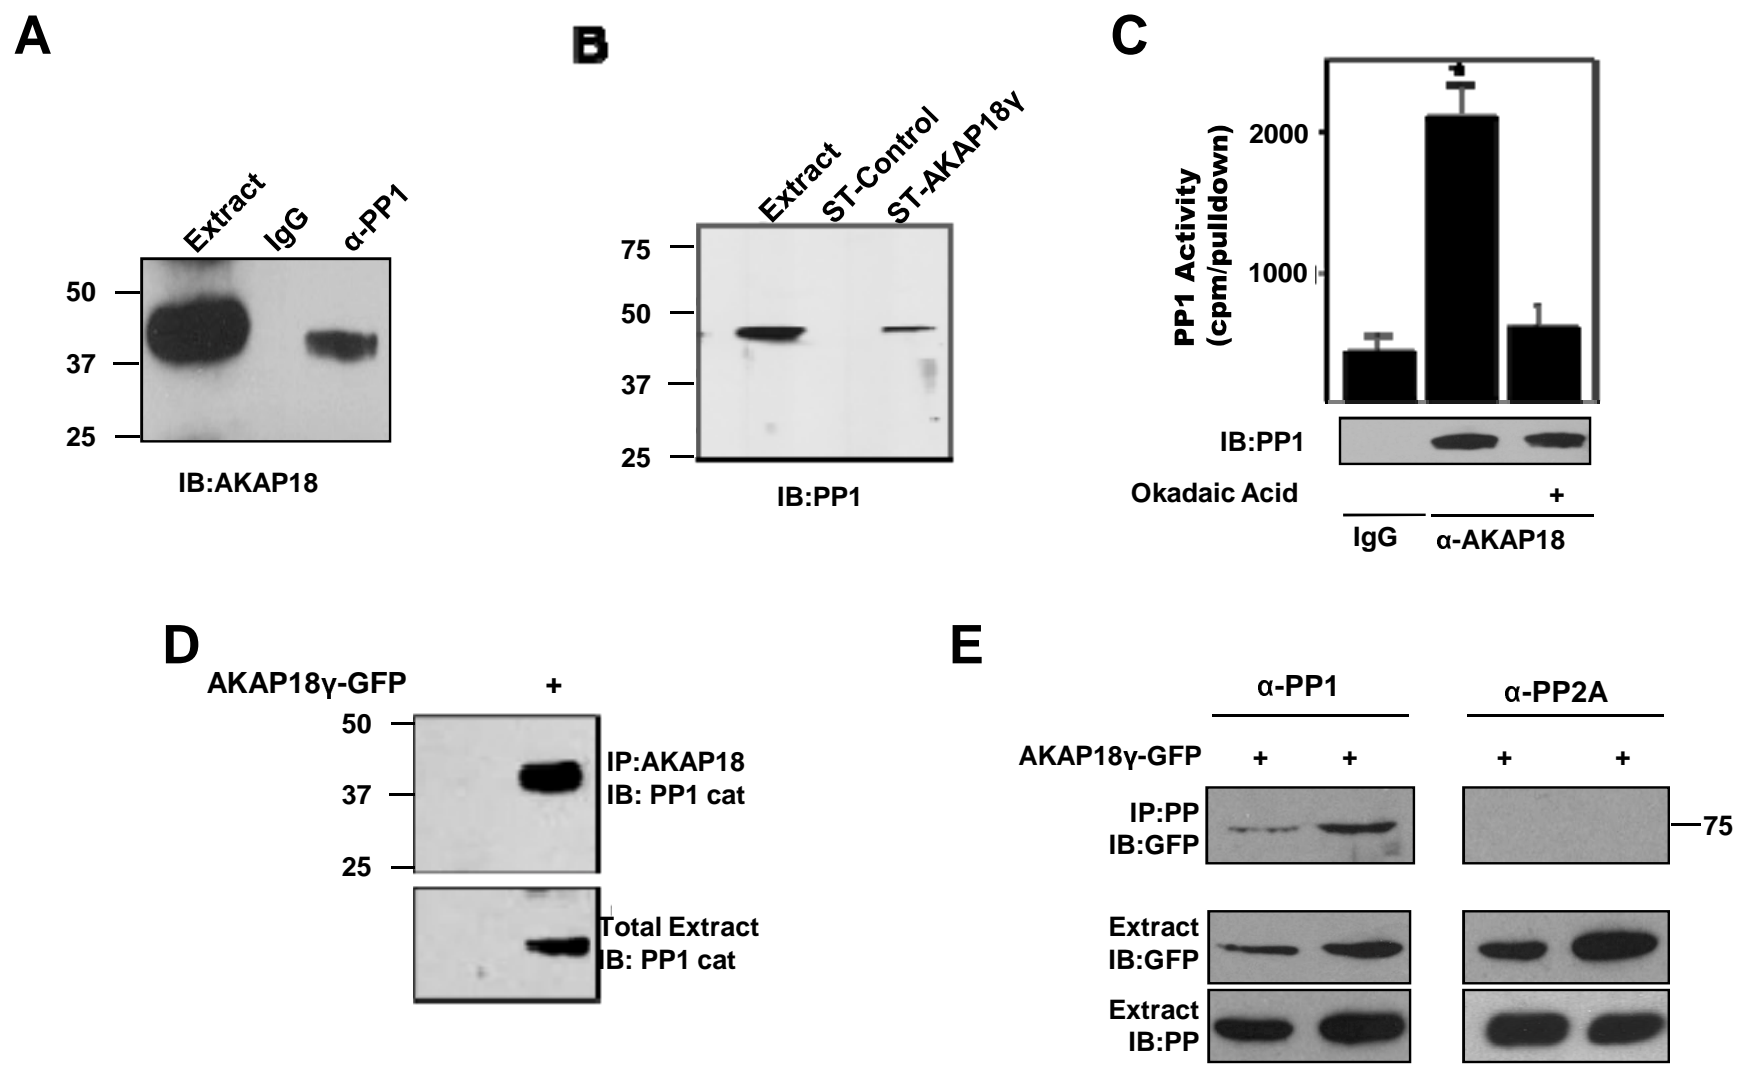 A
Extract
IgG
α-PP1
50
37
25
IB:AKAP18
B
Extract
ST-Control
ST-AKAP18γ
75
50
37
25
IB:PP1
C
PP1 Activity
(cpm/pulldown)
2000
1000
*
IB:PP1
Okadaic Acid +
IgG α-AKAP18
D
AKAP18γ-GFP +
50
37
25
IP:AKAP18
IB: PP1 cat
Total Extract
IB: PP1 cat
E
α-PP1 α-PP2A
AKAP18γ-GFP + + + +
IP:PP
IB:GFP
75
Extract
IB:GFP
Extract
IB:PP